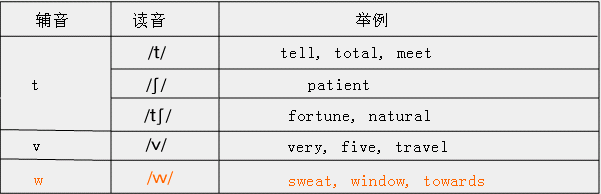 辅音 读音 举例
t /t/ tell, total, meet
/ʃ/ patient
/tʃ/ fortune, natural
v /v/ very, five, travel
w /w/ sweat, window, towards